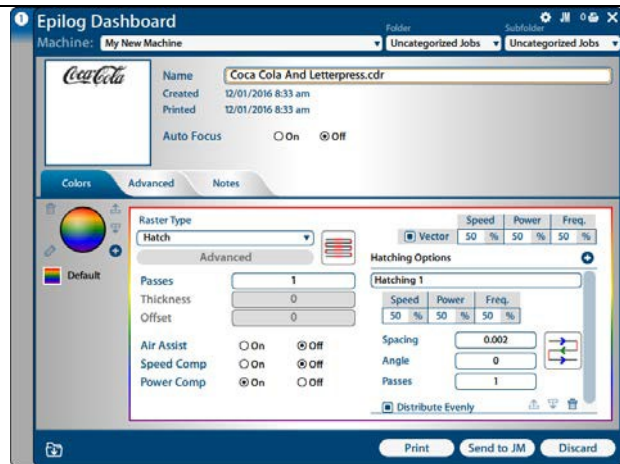 1
Epilog Dashboard
Folder
Subfolder
JM
0
Machine: My New Machine
Uncategorized Jobs
Uncategorized Jobs
Coca-Cola
Name Coca Cola And Letterpress.cdr
Created 12/01/2016 8:33 am
Printed 12/01/2016 8:33 am
Auto Focus On Off
Colors Advanced Notes
Default
Raster Type
Hatch
Advanced
Passes 1
Thickness 0
Offset 0
Air Assist On Off
Speed Comp On Off
Power Comp On Off
Speed Power Freq.
Vector 50 % 50 % 50 %
Hatching Options
Hatching 1
Speed Power Freq.
50 % 50 % 50 %
Spacing 0.002
Angle 0
Passes 1
Distribute Evenly
Print Send to JM Discard